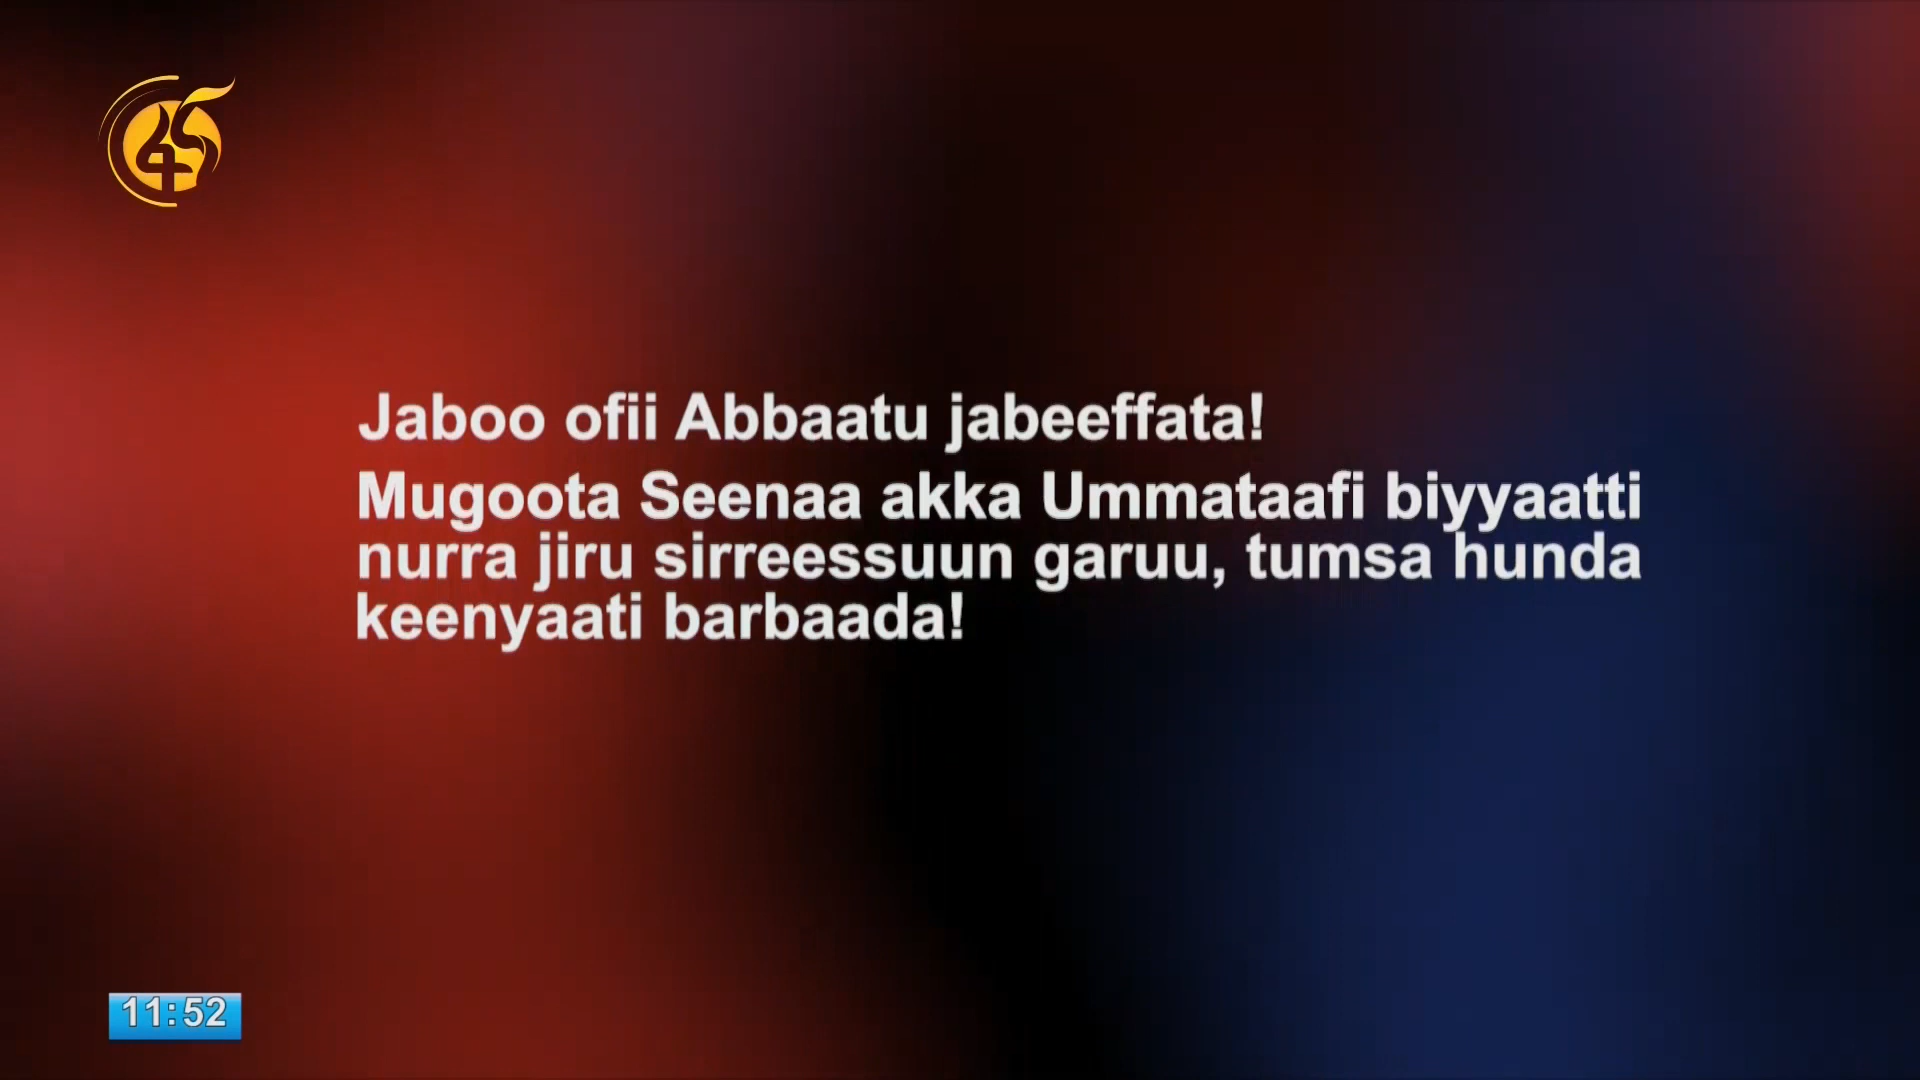 Jaboo ofii Abbaatu jabeeffata!
Mugoota Seenaa akka Ummataafi biyyaatti
nurra jiru sirreessuun garuu, tumsa hunda
keenyaati barbaada!
11:52